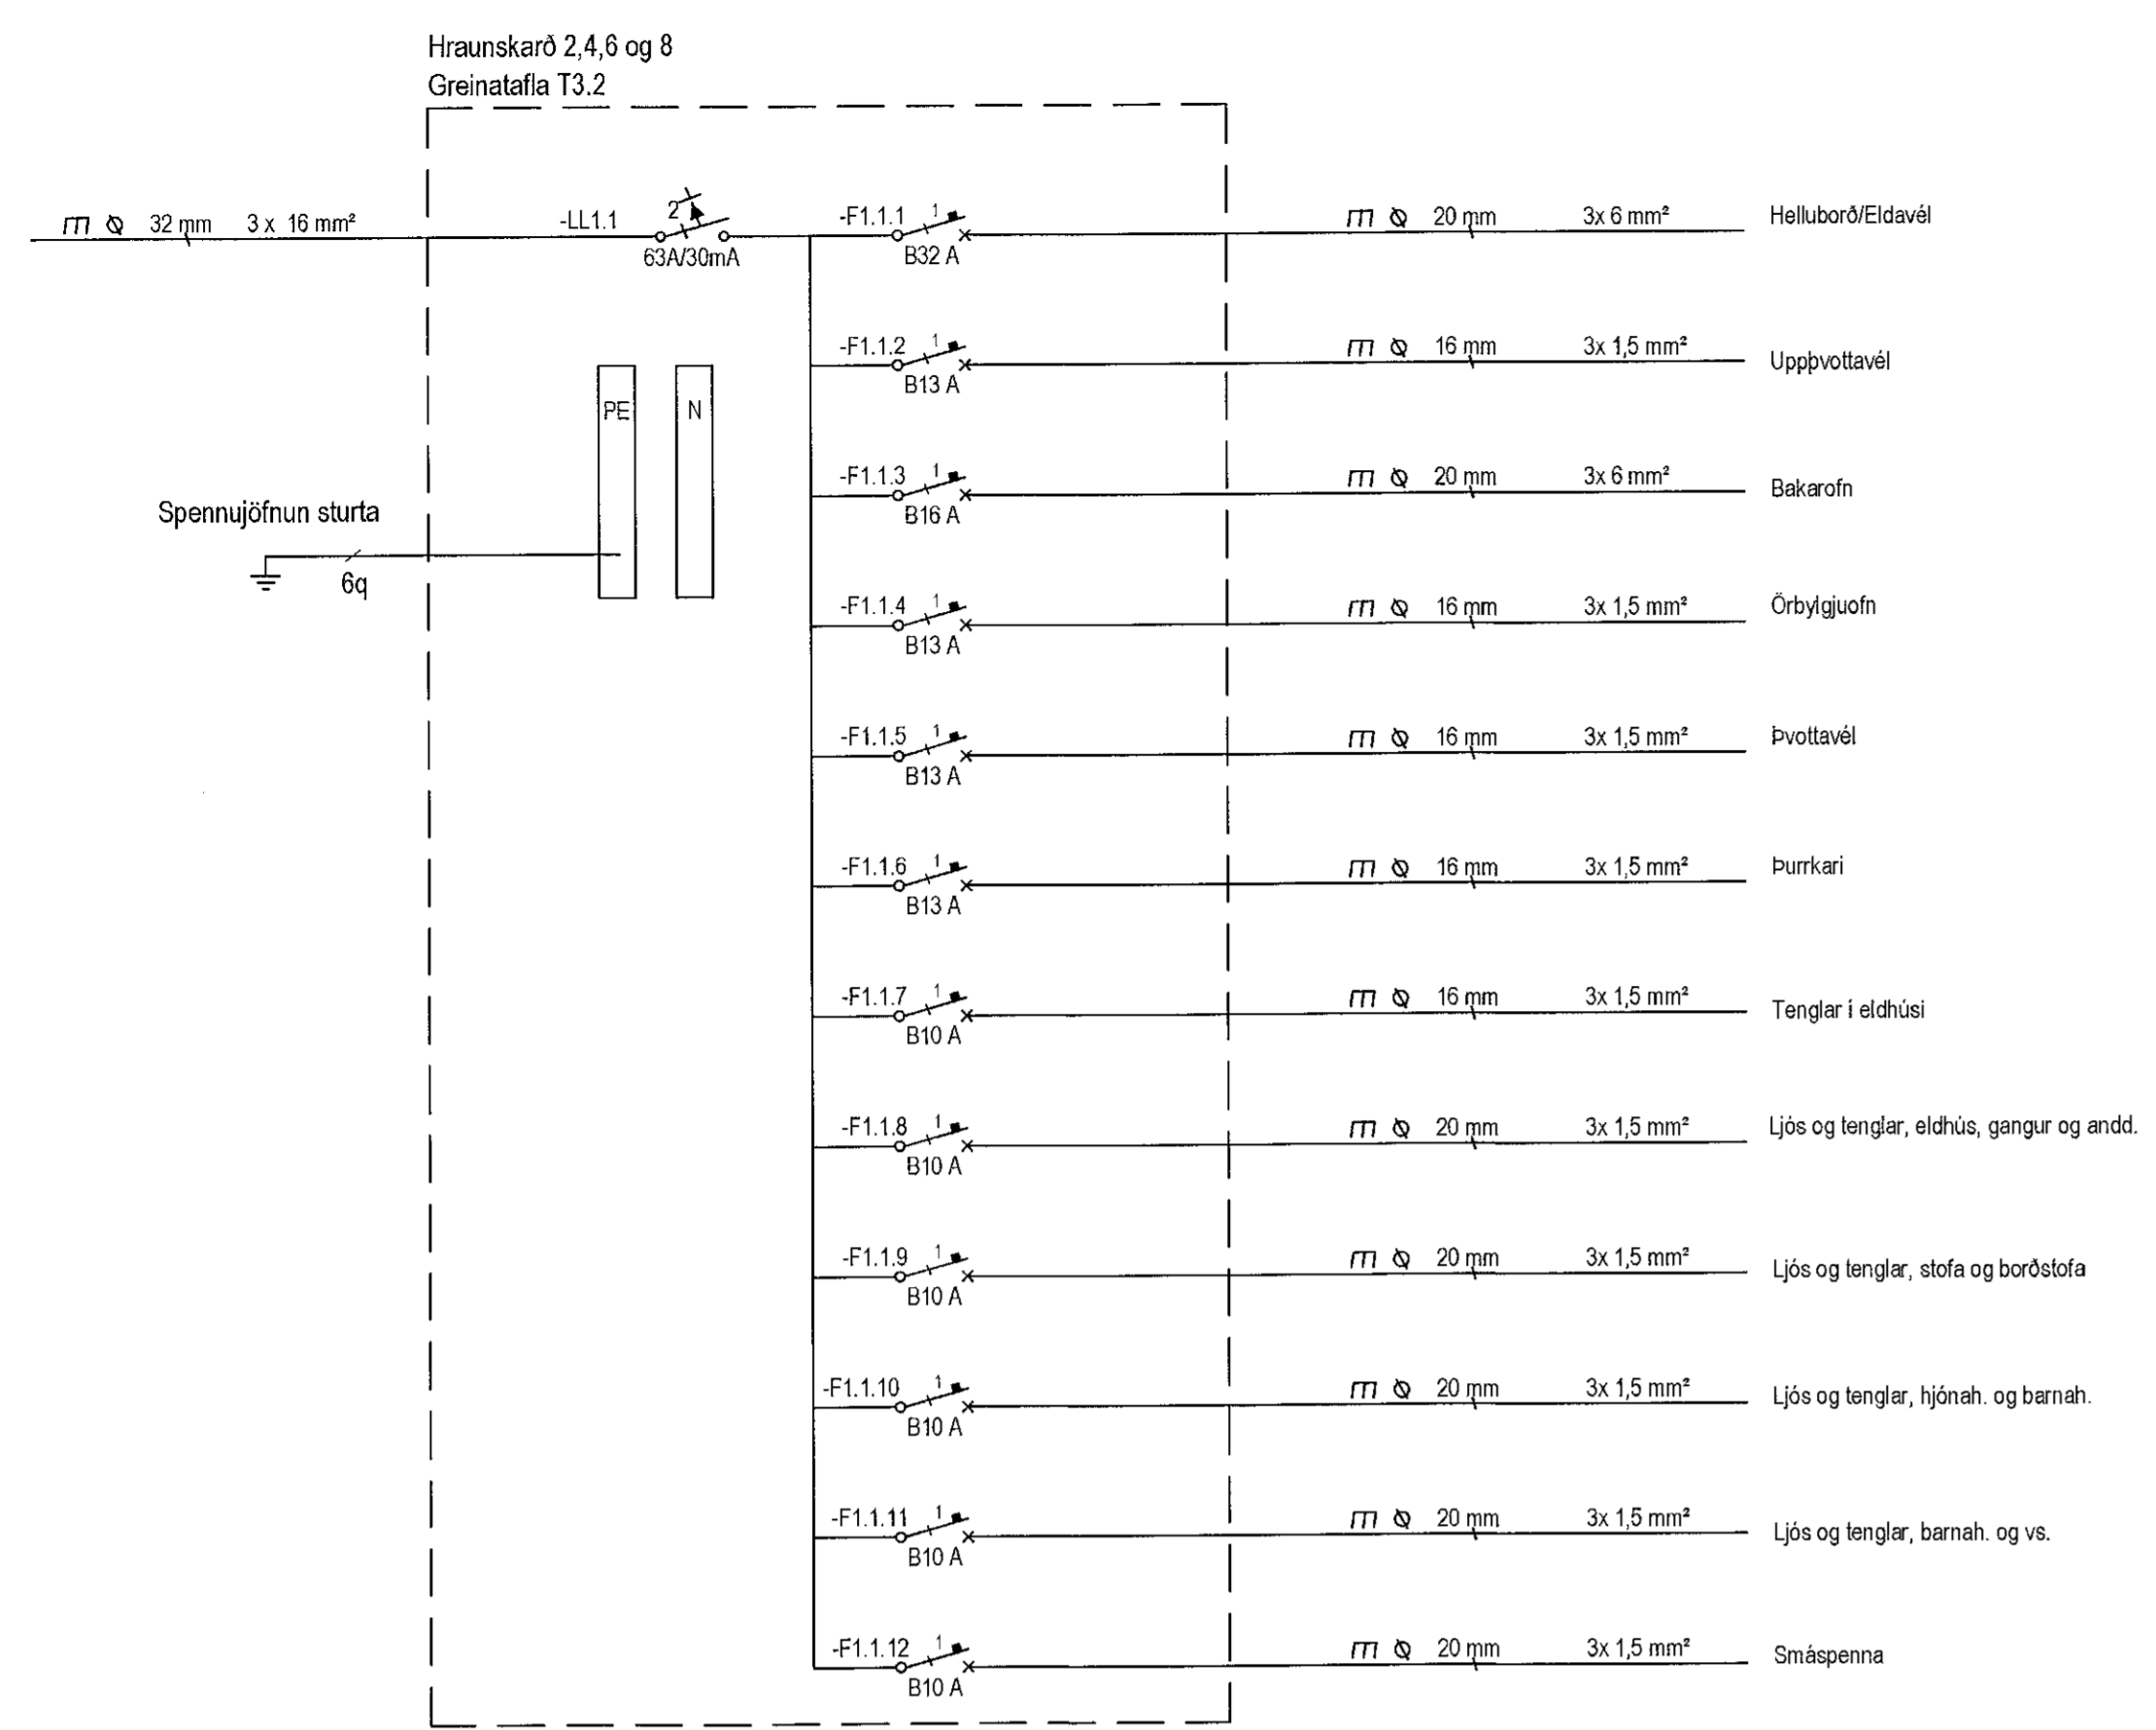 Hraunskarð 2,4,6 og 8
Greinatafla T3.2
32 mm 3 x 16 mm²
-LL1.1
2
63A/30mA
-F1.1.1 1
B32 A
20 mm 3x 6 mm²
Helluborð/Eldavél
-F1.1.2 1
B13 A
16 mm 3x 1,5 mm²
Uppþvottavél
PE
N
-F1.1.3 1
B16 A
20 mm 3x 6 mm²
Bakarofn
Spennujöfnun sturta
6q
-F1.1.4 1
B13 A
16 mm 3x 1,5 mm²
Örbylgjuofn
-F1.1.5 1
B13 A
16 mm 3x 1,5 mm²
Þvottavél
-F1.1.6 1
B13 A
16 mm 3x 1,5 mm²
Þurrkari
-F1.1.7 1
B10 A
16 mm 3x 1,5 mm²
Tenglar í eldhúsi
-F1.1.8 1
B10 A
20 mm 3x 1,5 mm²
Ljós og tenglar, eldhús, gangur og andd.
-F1.1.9 1
B10 A
20 mm 3x 1,5 mm²
Ljós og tenglar, stofa og borðstofa
-F1.1.10 1
B10 A
20 mm 3x 1,5 mm²
Ljós og tenglar, hjónah. og barnah.
-F1.1.11 1
B10 A
20 mm 3x 1,5 mm²
Ljós og tenglar, barnah. og vs.
-F1.1.12 1
B10 A
20 mm 3x 1,5 mm²
Smáspenna